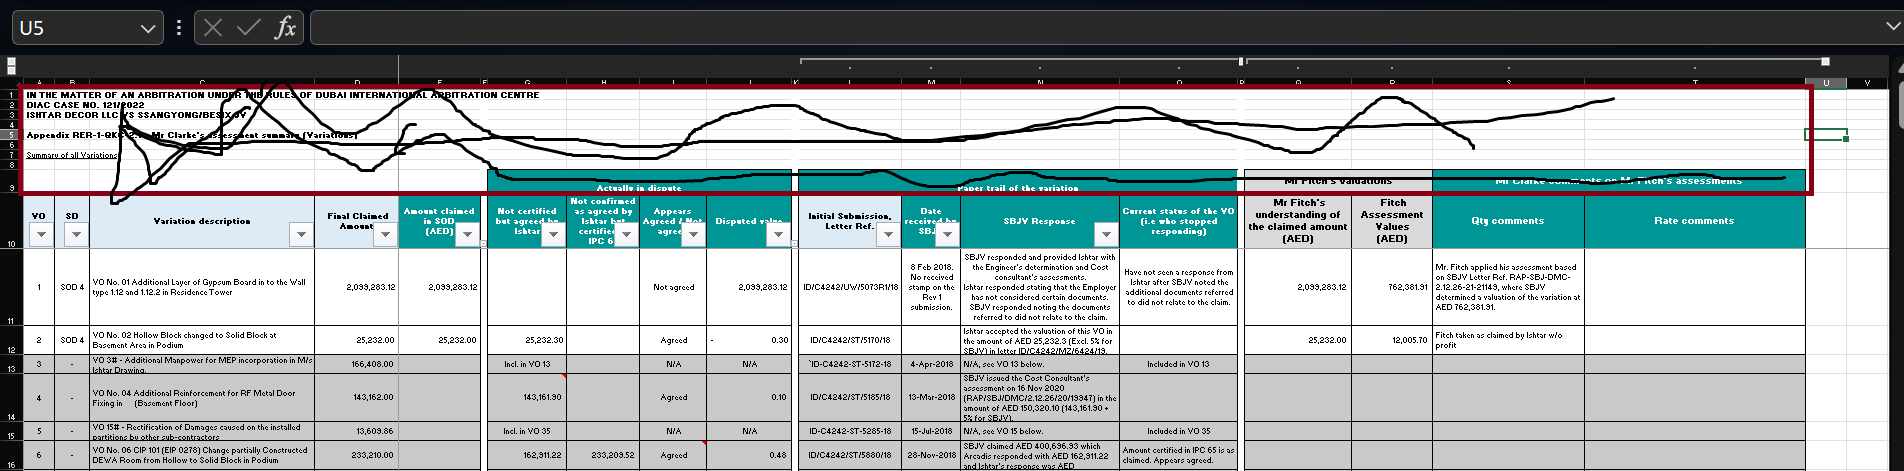 U5
fx
A B C D E F G H I J K L M N O P Q R S T U V
1 IN THE MATTER OF AN ARBITRATION UNDER THE RULES OF DUBAI INTERNATIONAL ARBITRATION CENTRE
2 DIAC CASE NO. 121/2022
3 ISHTAR DECOR LLC VS SSANGYONG/BESIX JV
4
5 Appendix RER-1-QKC-2. Mr Clarke's assessment summary (Variations)
6
7 Summary of all Variations
8
9 Actually in dispute Paper trail of the variation Mr Fitch's valuations Mr Clarke comments on Mr Fitch's assessments
10 VO SD Variation description
Final Claimed Amount
Amount claimed in SOD (AED)
Not certified but agreed by Ishtar
Not confirmed as agreed by Ishtar but certified IPC 6
Appears Agreed / Not agree
Disputed value
Initial Submission, Letter Ref.
Date received by SBJ
SBJV Response
Current status of the VO (i.e who stopped responding)
Mr Fitch's understanding of the claimed amount (AED)
Fitch Assessment Values (AED)
Qty comments
Rate comments
11 1 SOD 4
VO No. 01 Additional Layer of Gypsum Board in to the Wall
type 1.12 and 1.12.2 in Residence Tower
2,099,283.12 2,099,283.12 Not agreed 2,099,283.12 ID/C4242/UW/5073R1/18
8 Feb 2018.
No received
stamp on the
Rev 1
submission.
SBJV responded and provided Ishtar with
the Engineer's determination and Cost
consultant's assessments.
Ishtar responded stating that the Employer
has not considered certain documents.
SBJV responded noting the documents
referred to did not relate to the claim.
Have not seen a response from
Ishtar after SBJV noted the
additional documents referred
to did not relate to the claim.
2,099,283.12 762,381.91
Mr. Fitch applied his assessment based
on SBJV Letter Ref. RAP-SBJ-DMC-
2.12.26-21-21149, where SBJV
determined a valuation of the variation at
AED 762,381.91.
12 2 SOD 4
VO No. 02 Hollow Block changed to Solid Block at
Basement Area in Podium
25,232.00 25,232.00 25,232.30 Agreed - 0.30 ID/C4242/ST/5170/18
Ishtar accepted the valuation of this VO in
the amount of AED 25,232.3 (Excl. 5% for
SBJV) in letter ID/C4242/MZ/6424/19.
25,232.00 12,005.70
Fitch taken as claimed by Ishtar w/o
profit
13 3 -
VO 3# - Additional Manpower for MEP incorporation in M/s
Ishtar Drawing.
166,408.00 Incl. in VO 13 N/A N/A `ID-C4242-ST-5172-18 4-Apr-2018 N/A, see VO 13 below. Included in VO 13
14 4 -
VO No. 04 Additional Reinforcement for RF Metal Door
Fixing in (Basement Floor)
143,162.00 143,161.90 Agreed 0.10 ID/C4242/ST/5185/18 13-Mar-2018
SBJV issued the Cost Consultant's
assessment on 16 Nov 2020
(RAP/SBJ/DMC/2.12.26/20/19947) in the
amount of AED 150,320.10 (143,161.90 +
5% for SBJV).
15 5 -
VO 15# - Rectification of Damages caused on the installed
partitions by other sub-contractors
13,609.86 Incl. in VO 35 N/A N/A ID-C4242-ST-5285-18 15-Jul-2018 N/A, see VO 15 below. Included in VO 35
16 6 -
VO No. 06 CIP 101 (EIP 0278) Change partially Constructed
DEWA Room from Hollow to Solid Block in Podium
233,210.00 162,911.22 233,209.52 Agreed 0.48 ID/C4242/ST/5880/18 28-Nov-2018
SBJV claimed AED 400,696.93 which
Arcadis responded with AED 162,911.22
and Ishtar's response was AED
Amount certified in IPC 65 is as
claimed. Appears agreed.